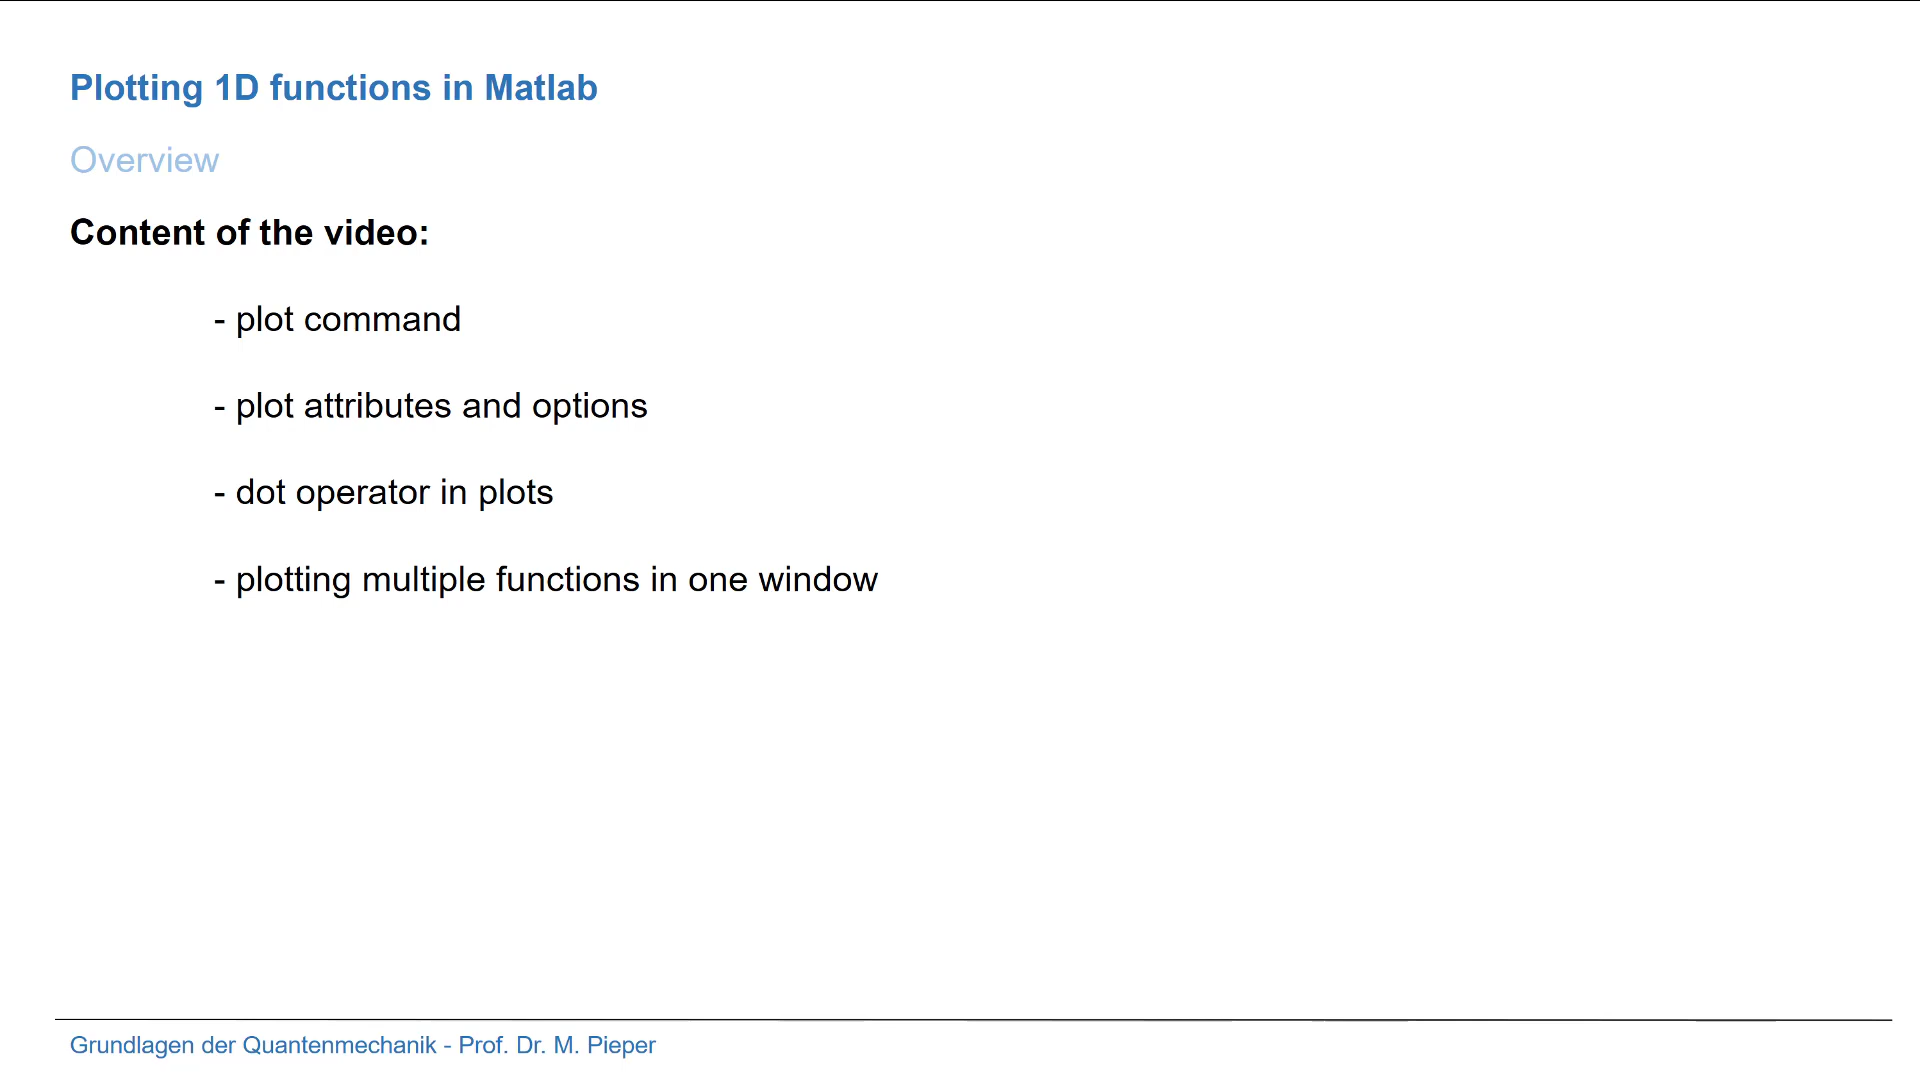 Plotting 1D functions in Matlab
Overview
Content of the video:
- plot command
- plot attributes and options
- dot operator in plots
- plotting multiple functions in one window
Grundlagen der Quantenmechanik - Prof. Dr. M. Pieper